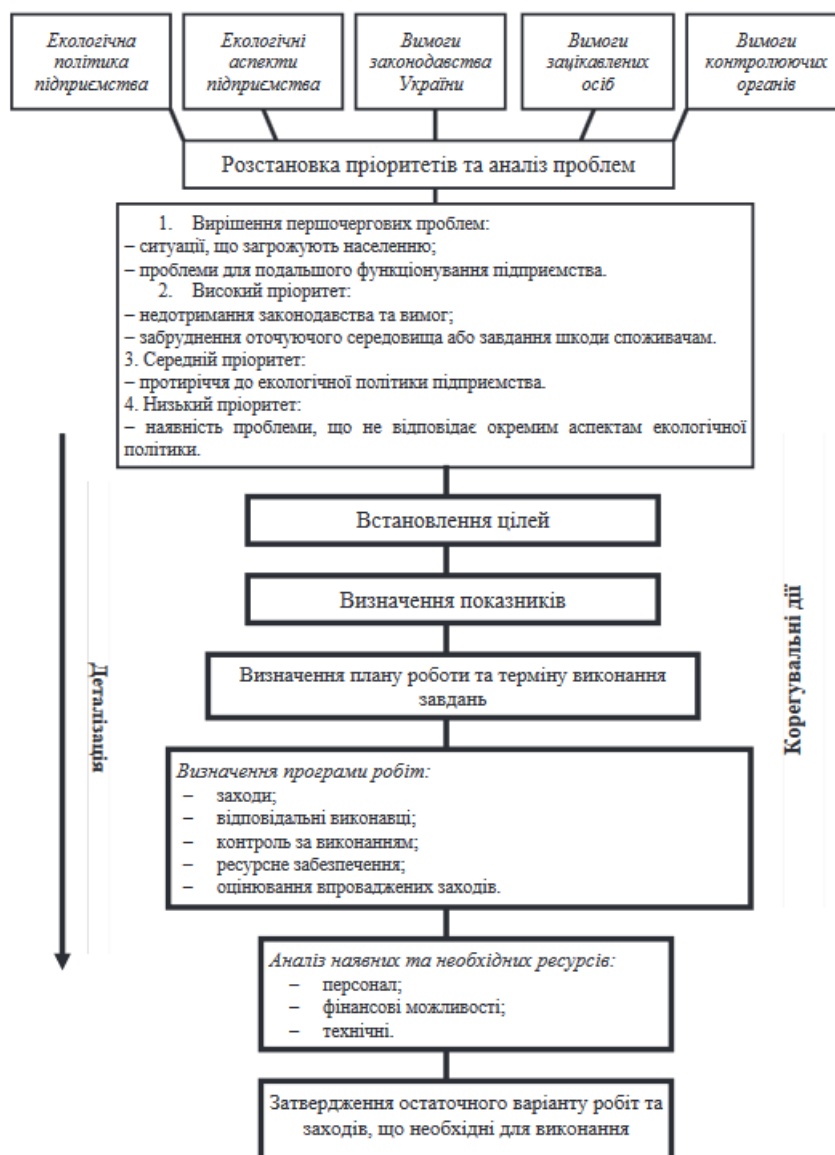 Екологічна
політика
підприємства
Екологічні
аспекти
підприємства
Вимоги
законодавства
України
Вимоги
зацікавлених
осіб
Вимоги
контролюючих
органів
Розстановка пріоритетів та аналіз проблем
1. Вирішення першочергових проблем:
– ситуації, що загрожують населенню;
– проблеми для подальшого функціонування підприємства.
2. Високий пріоритет:
– недотримання законодавства та вимог;
– забруднення оточуючого середовища або завдання шкоди споживачам.
3. Середній пріоритет:
– протиріччя до екологічної політики підприємства.
4. Низький пріоритет:
– наявність проблеми, що не відповідає окремим аспектам екологічної
політики.
Встановлення цілей
Визначення показників
Визначення плану роботи та терміну виконання
завдань
Деталізація
Корегувальні дії
Визначення програми робіт:
– заходи;
– відповідальні виконавці;
– контроль за виконанням;
– ресурсне забезпечення;
– оцінювання впроваджених заходів.
Аналіз наявних та необхідних ресурсів:
– персонал;
– фінансові можливості;
– технічні.
Затвердження остаточного варіанту робіт та
заходів, що необхідні для виконання